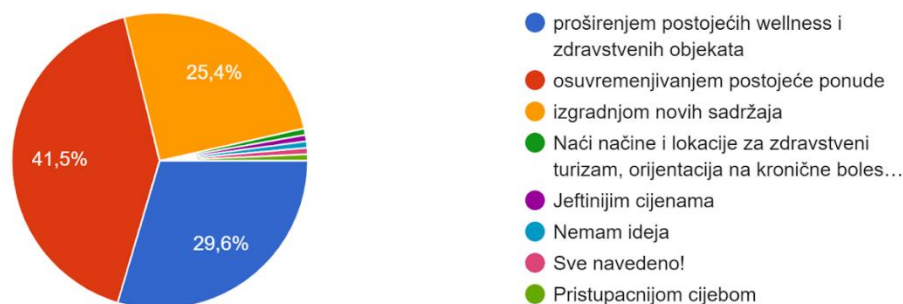 25,4%
41,5%
29,6%
proširenjem postojećih wellness i
zdravstvenih objekata
osuvremenjivanjem postojeće ponude
izgradnjom novih sadržaja
Naći načine i lokacije za zdravstveni
turizam, orijentacija na kronične boles…
Jeftinijim cijenama
Nemam ideja
Sve navedeno!
Pristupacnijom cijebom